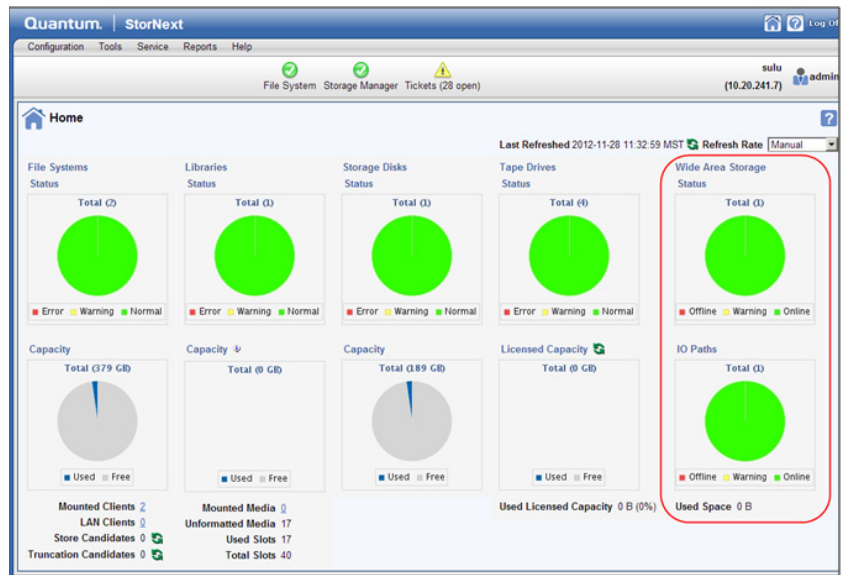 Quantum. | StorNext
Log Of
Configuration Tools Service Reports Help
File System Storage Manager Tickets (28 open)
sulu
(10.20.241.7)
admin
Home
Last Refreshed 2012-11-28 11:32:59 MST Refresh Rate Manual
File Systems
Status
Total (2)
Error Warning Normal
Libraries
Status
Total (1)
Error Warning Normal
Storage Disks
Status
Total (1)
Error Warning Normal
Tape Drives
Status
Total (4)
Error Warning Normal
Wide Area Storage
Status
Total (1)
Offline Warning Online
Capacity
Total (379 GB)
Used Free
Capacity
Total (0 GB)
Used Free
Capacity
Total (189 GB)
Used Free
Licensed Capacity
Total (0 GB)
Used Free
IO Paths
Total (1)
Offline Warning Online
Mounted Clients 2
LAN Clients 0
Store Candidates 0
Truncation Candidates 0
Mounted Media 0
Unformatted Media 17
Used Slots 17
Total Slots 40
Used Licensed Capacity 0 B (0%)
Used Space 0 B